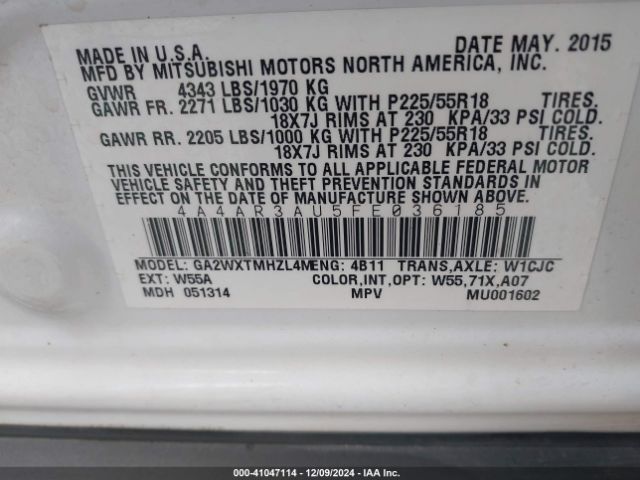 MADE IN U.S.A. DATE MAY. 2015
MFD BY MITSUBISHI MOTORS NORTH AMERICA, INC.
GVWR 4343 LBS/1970 KG
GAWR FR. 2271 LBS/1030 KG WITH P225/55R18 TIRES.
18X7J RIMS AT 230 KPA/33 PSI COLD.
GAWR RR. 2205 LBS/1000 KG WITH P225/55R18 TIRES.
18X7J RIMS AT 230 KPA/33 PSI COLD.
THIS VEHICLE CONFORMS TO ALL APPLICABLE FEDERAL MOTOR
VEHICLE SAFETY AND THEFT PREVENTION STANDARDS IN
EFFECT ON THE DATE OF MANUFACTURE SHOWN ABOVE.
4A4AR3AU5FE036185
MODEL: GA2WXTMHZL4M ENG: 4B11 TRANS,AXLE: W1CJC
EXT: W55A COLOR,INT,OPT: W55,71X,A07
MDH 051314 MPV MU001602
000-41047114 - 12/09/2024 - IAA Inc.